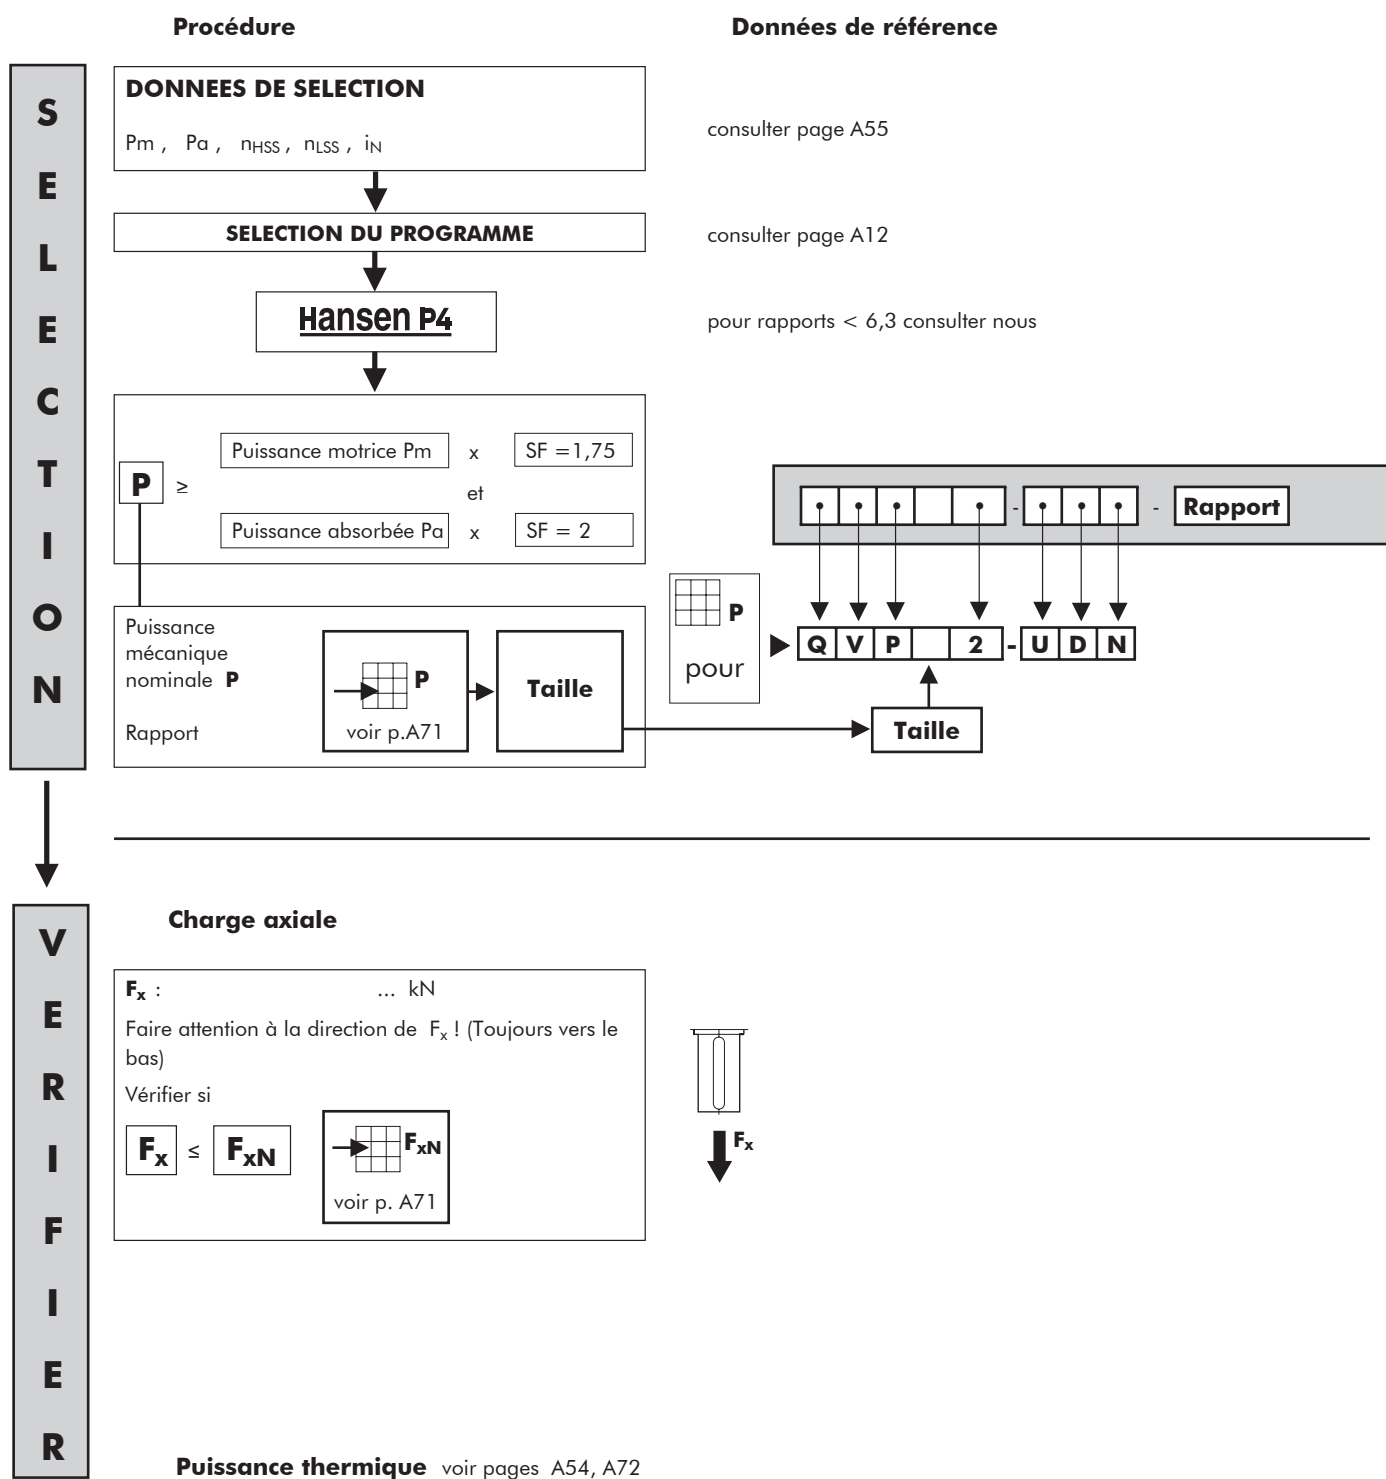 Procédure
Données de référence
SELECTION
DONNEES DE SELECTION
Pm , Pa , nHSS , nLSS , iN
consulter page A55
SELECTION DU PROGRAMME
consulter page A12
Hansen P4
pour rapports < 6,3 consulter nous
Puissance motrice Pm x SF =1,75
P ≥
et
Puissance absorbée Pa x SF = 2
- - Rapport
Puissance
mécanique
nominale P
Rapport
P
voir p.A71
Taille
P
pour
Q V P 2 - U D N
Taille
VERIFIER
Charge axiale
Fx : ... kN
Faire attention à la direction de Fx ! (Toujours vers le
bas)
Vérifier si
Fx ≤ FxN
FxN
voir p. A71
Fx
Puissance thermique voir pages A54, A72